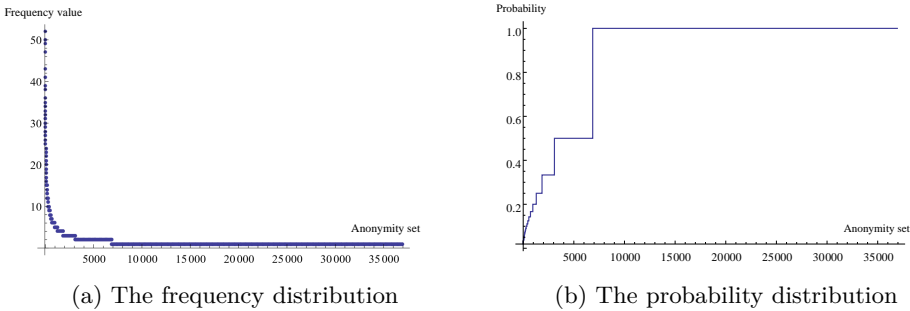 Frequency value
50
40
30
20
10
Anonymity set
5000 10000 15000 20000 25000 30000 35000
(a) The frequency distribution
Probability
1.0
0.8
0.6
0.4
0.2
Anonymity set
5000 10000 15000 20000 25000 30000 35000
(b) The probability distribution